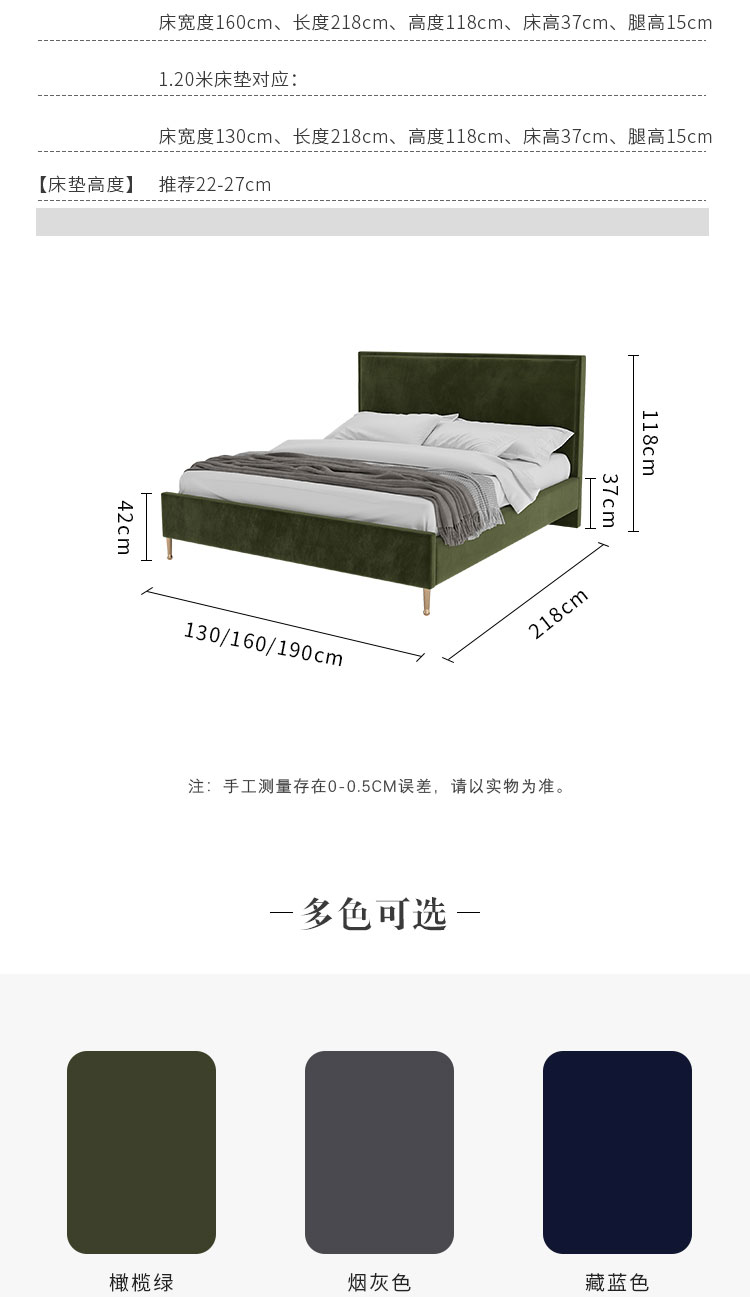 床宽度160cm、长度218cm、高度118cm、床高37cm、腿高15cm
1.20米床垫对应：
床宽度130cm、长度218cm、高度118cm、床高37cm、腿高15cm
【床垫高度】 推荐22-27cm
118cm
37cm
42cm
218cm
130/160/190cm
注：手工测量存在0-0.5CM误差，请以实物为准。
多色可选
橄榄绿 烟灰色 藏蓝色